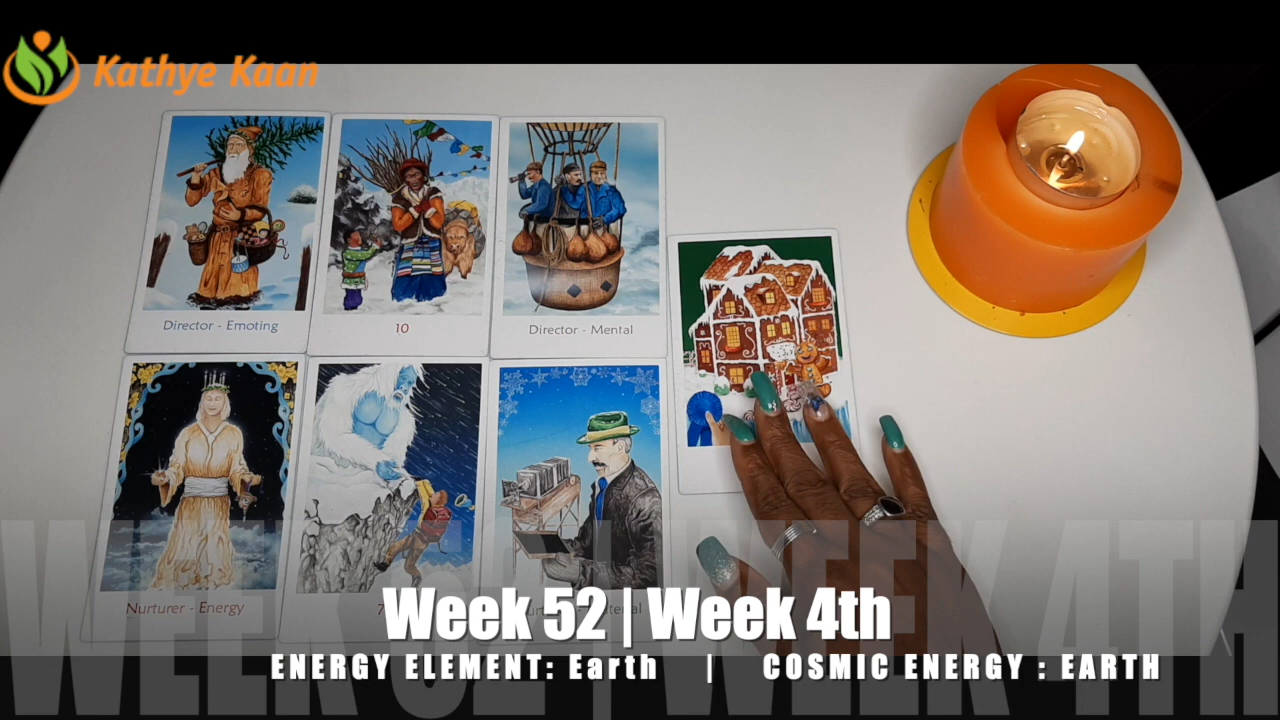 Kathye Kaan
Director - Emoting
10
Director - Mental
Nurturer - Energy
7
Week 52 | Week 4th
ENERGY ELEMENT: Earth | COSMIC ENERGY : EARTH